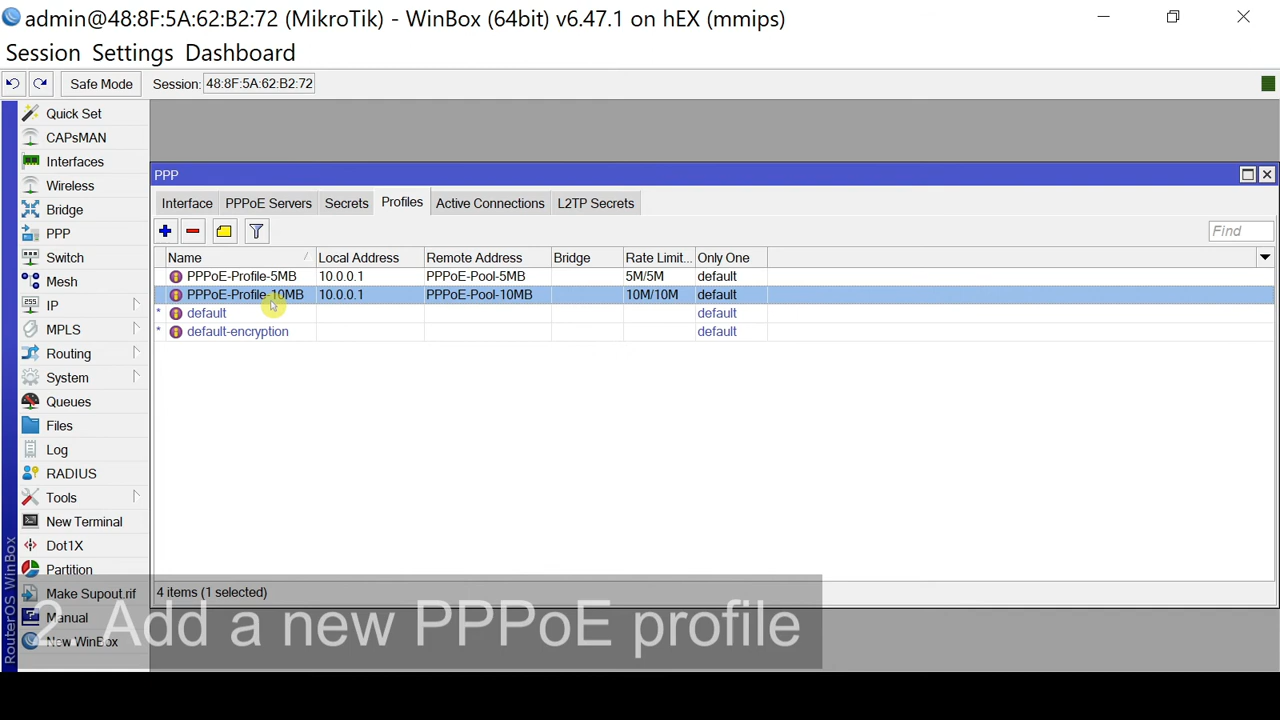 admin@48:8F:5A:62:B2:72 (MikroTik) - WinBox (64bit) v6.47.1 on hEX (mmips)
Session Settings Dashboard
Safe Mode Session: 48:8F:5A:62:B2:72
Quick Set
CAPsMAN
Interfaces
Wireless
Bridge
PPP
Switch
Mesh
IP
MPLS
Routing
System
Queues
Files
Log
RADIUS
Tools
New Terminal
Dot1X
Partition
Make Supout.rif
Manual
New WinBox
RouterOS WinBox
PPP
Interface PPPoE Servers Secrets Profiles Active Connections L2TP Secrets
Find
Name Local Address Remote Address Bridge Rate Limit... Only One
PPPoE-Profile-5MB 10.0.0.1 PPPoE-Pool-5MB 5M/5M default
PPPoE-Profile-10MB 10.0.0.1 PPPoE-Pool-10MB 10M/10M default
* default default
* default-encryption default
4 items (1 selected)
2. Add a new PPPoE profile